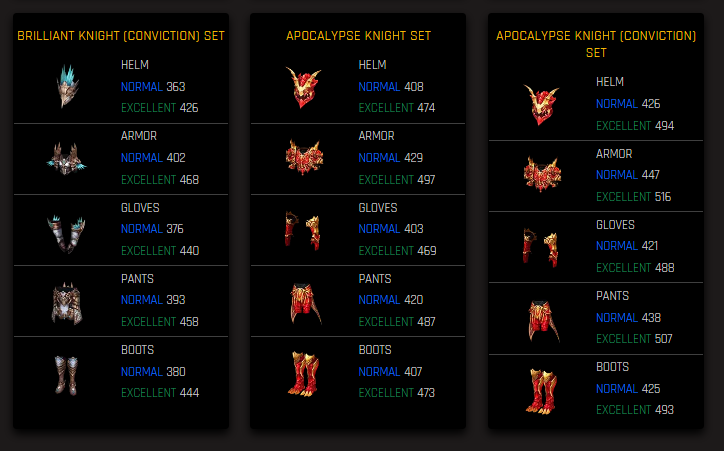 BRILLIANT KNIGHT (CONVICTION) SET
HELM
NORMAL 363
EXCELLENT 426
ARMOR
NORMAL 402
EXCELLENT 468
GLOVES
NORMAL 376
EXCELLENT 440
PANTS
NORMAL 393
EXCELLENT 458
BOOTS
NORMAL 380
EXCELLENT 444
APOCALYPSE KNIGHT SET
HELM
NORMAL 408
EXCELLENT 474
ARMOR
NORMAL 429
EXCELLENT 497
GLOVES
NORMAL 403
EXCELLENT 469
PANTS
NORMAL 420
EXCELLENT 487
BOOTS
NORMAL 407
EXCELLENT 473
APOCALYPSE KNIGHT (CONVICTION)
SET
HELM
NORMAL 426
EXCELLENT 494
ARMOR
NORMAL 447
EXCELLENT 516
GLOVES
NORMAL 421
EXCELLENT 488
PANTS
NORMAL 438
EXCELLENT 507
BOOTS
NORMAL 425
EXCELLENT 493